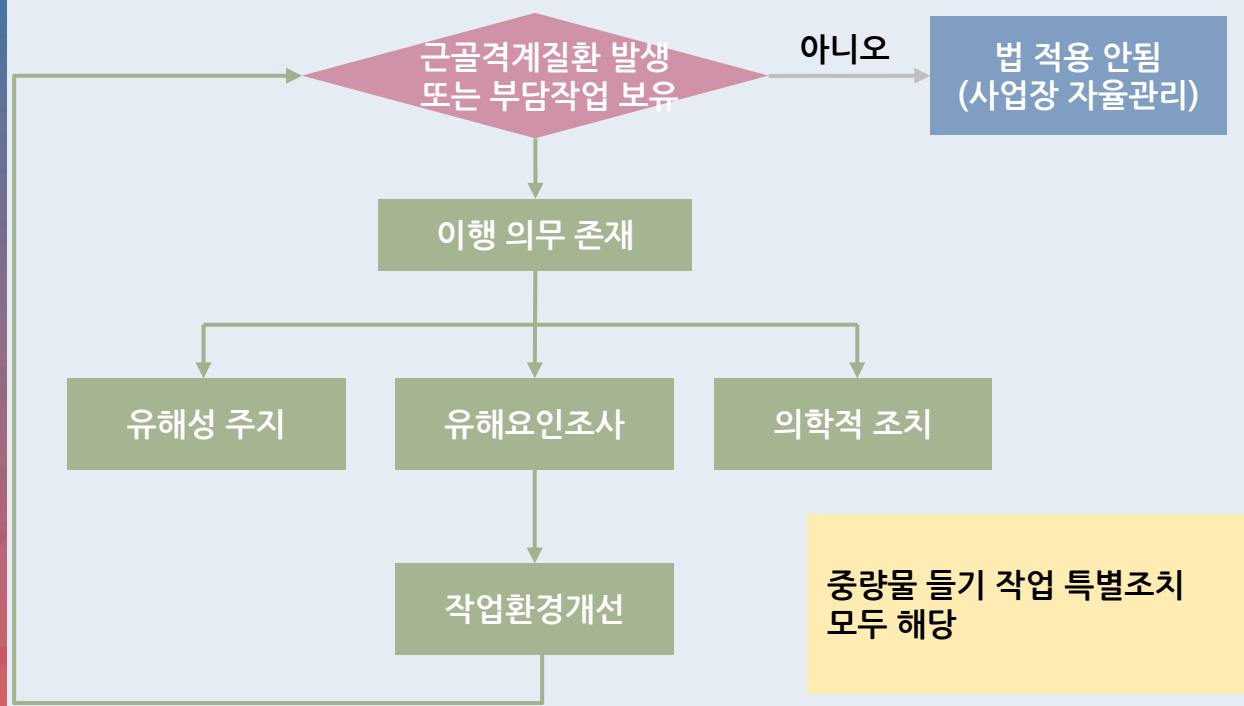 근골격계질환 발생
또는 부담작업 보유
아니오
법 적용 안됨
(사업장 자율관리)
이행 의무 존재
유해성 주지
유해요인조사
의학적 조치
작업환경개선
중량물 들기 작업 특별조치
모두 해당